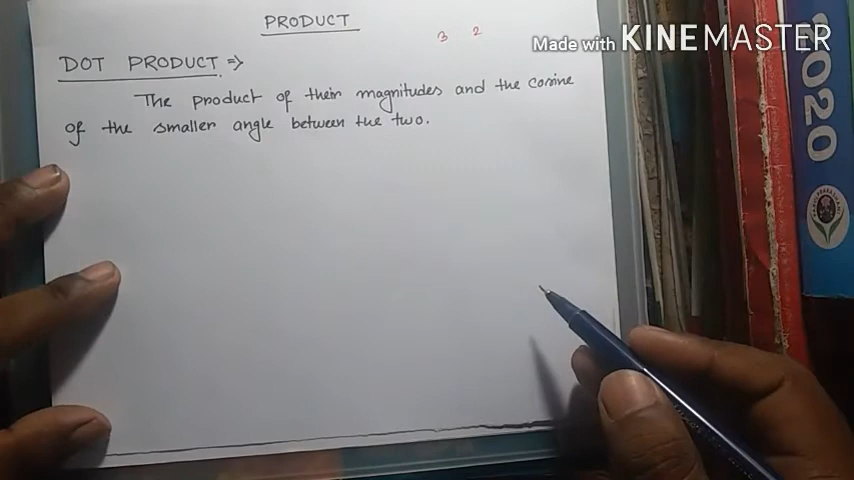 PRODUCT
3 2
Made with KINEMASTER
DOT PRODUCT ⇒
The product of their magnitudes and the cosine
of the smaller angle between the two.
2020